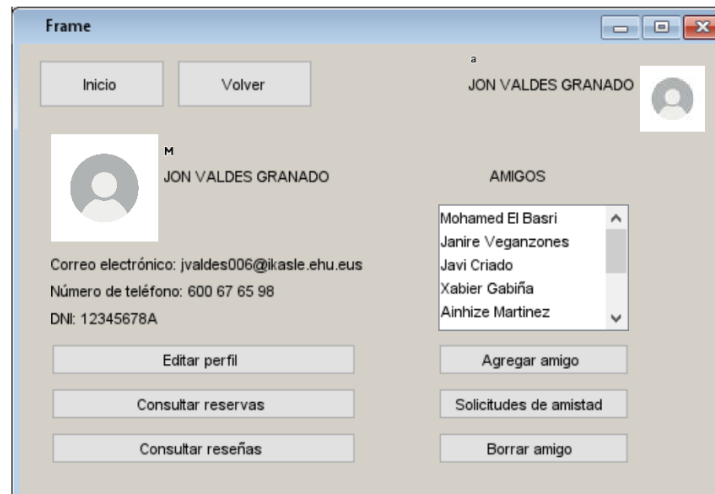 Frame
Inicio
Volver
a
JON VALDES GRANADO
M
JON VALDES GRANADO
Correo electrónico: jvaldes006@ikasle.ehu.eus
Número de teléfono: 600 67 65 98
DNI: 12345678A
Editar perfil
Consultar reservas
Consultar reseñas
AMIGOS
Mohamed El Basri
Janire Veganzones
Javi Criado
Xabier Gabiña
Ainhize Martinez
Agregar amigo
Solicitudes de amistad
Borrar amigo